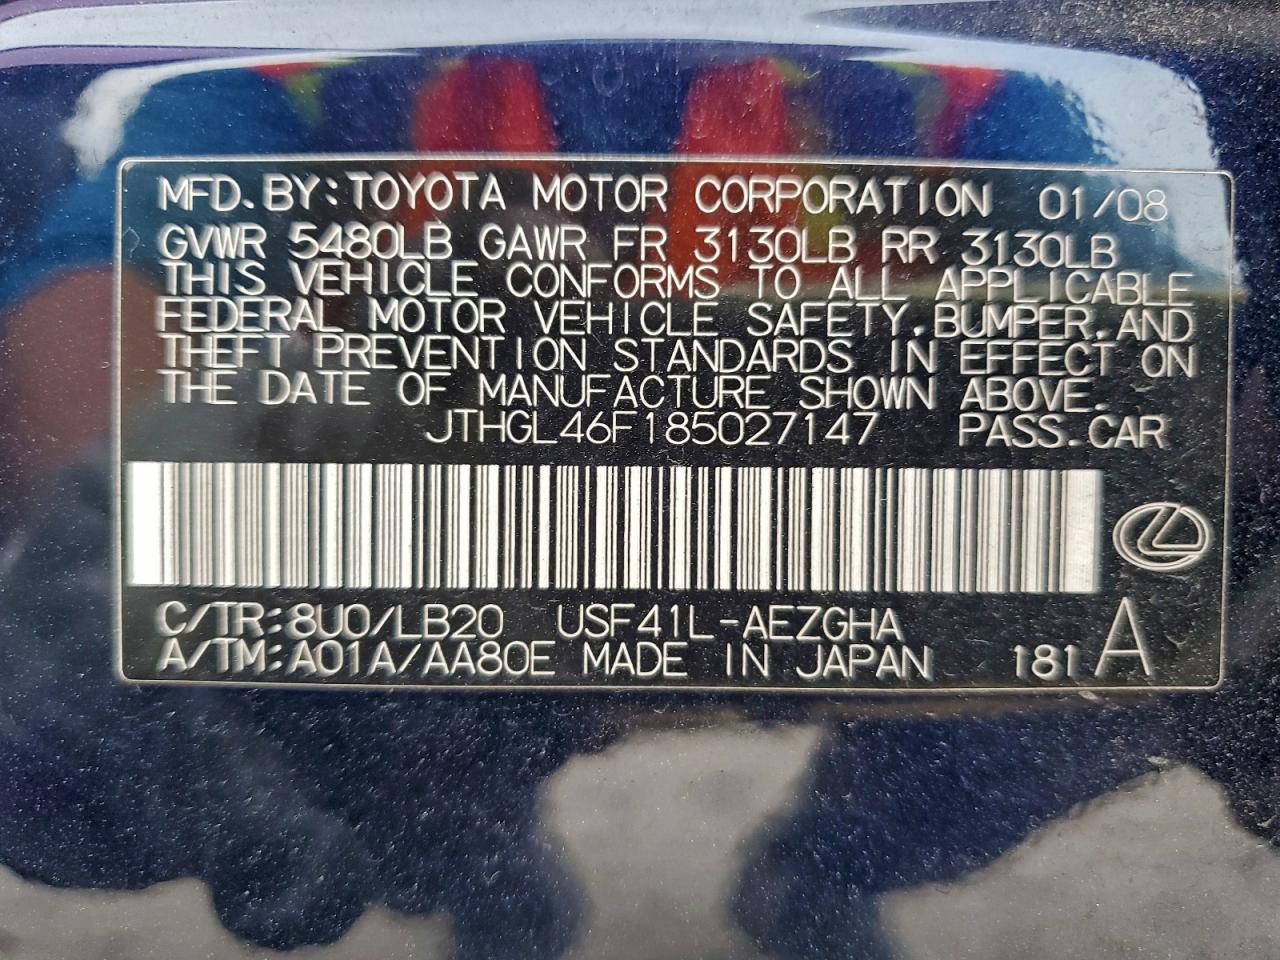 MFD. BY: TOYOTA MOTOR CORPORATION 01/08
GVWR 5480LB GAWR FR 3130LB RR 3130LB
THIS VEHICLE CONFORMS TO ALL APPLICABLE
FEDERAL MOTOR VEHICLE SAFETY, BUMPER, AND
THEFT PREVENTION STANDARDS IN EFFECT ON
THE DATE OF MANUFACTURE SHOWN ABOVE.
JTHGL46F185027147 PASS. CAR
C/TR: 8U0/LB20 USF41L-AEZGHA
A/TM: A01A/AA80E MADE IN JAPAN 181 A